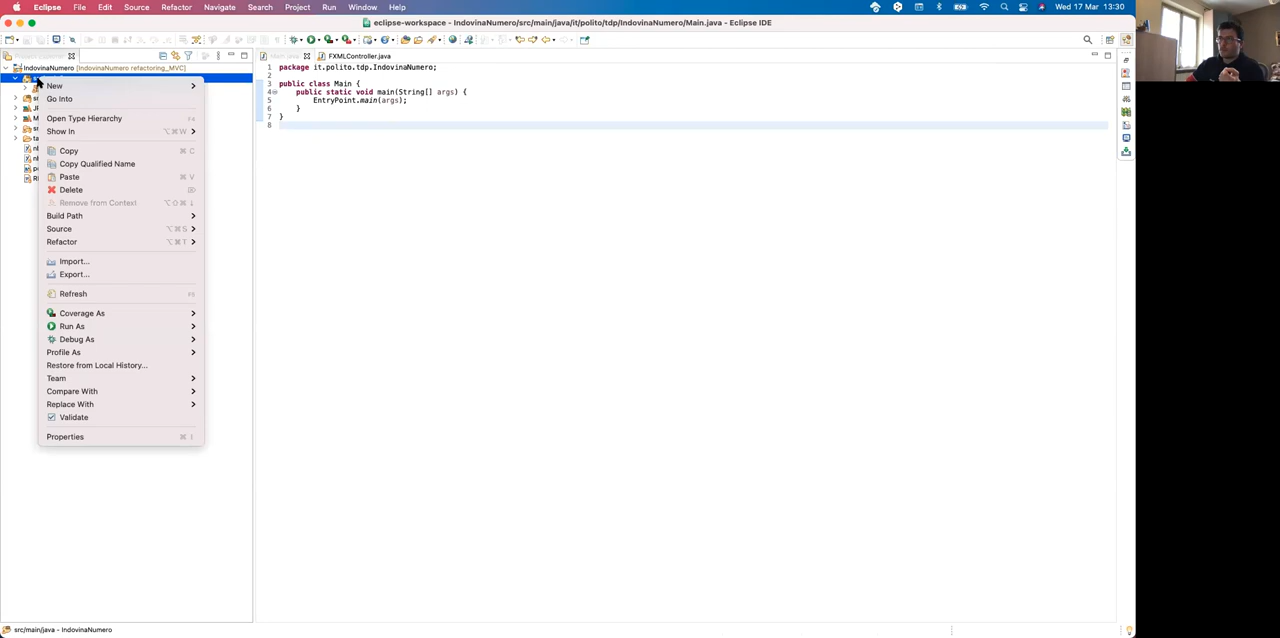 Eclipse File Edit Source Refactor Navigate Search Project Run Window Help Wed 17 Mar 13:30
eclipse-workspace - IndovinaNumero/src/main/java/it/polito/tdp/IndovinaNumero/Main.java - Eclipse IDE
FXMLController.java
IndovinaNumero [IndovinaNumero refactoring_MVC]
1 package it.polito.tdp.IndovinaNumero;
2
3 public class Main {
4 public static void main(String[] args) {
5 EntryPoint.main(args);
6 }
7 }
8
New
Go Into
Open Type Hierarchy F4
Show In ⌥⌘W
Copy ⌘C
Copy Qualified Name
Paste ⌘V
Delete
Remove from Context ⌥⇧⌘↓
Build Path
Source ⌥⌘S
Refactor ⌥⌘T
Import...
Export...
Refresh F5
Coverage As
Run As
Debug As
Profile As
Restore from Local History...
Team
Compare With
Replace With
Validate
Properties ⌘I
src/main/java - IndovinaNumero